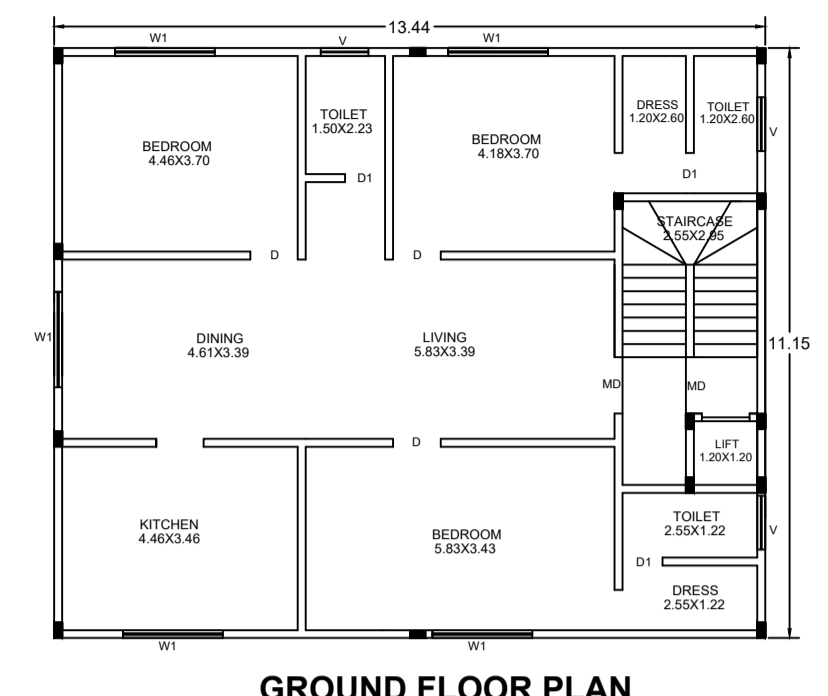 13.44
W1
V
W1
BEDROOM
4.46X3.70
TOILET
1.50X2.23
BEDROOM
4.18X3.70
DRESS
1.20X2.60
TOILET
1.20X2.60
V
D1
D1
STAIRCASE
2.55X2.95
D
D
W1
DINING
4.61X3.39
LIVING
5.83X3.39
11.15
MD
MD
D
LIFT
1.20X1.20
KITCHEN
4.46X3.46
BEDROOM
5.83X3.43
TOILET
2.55X1.22
V
D1
DRESS
2.55X1.22
W1
W1
GROUND FLOOR PLAN